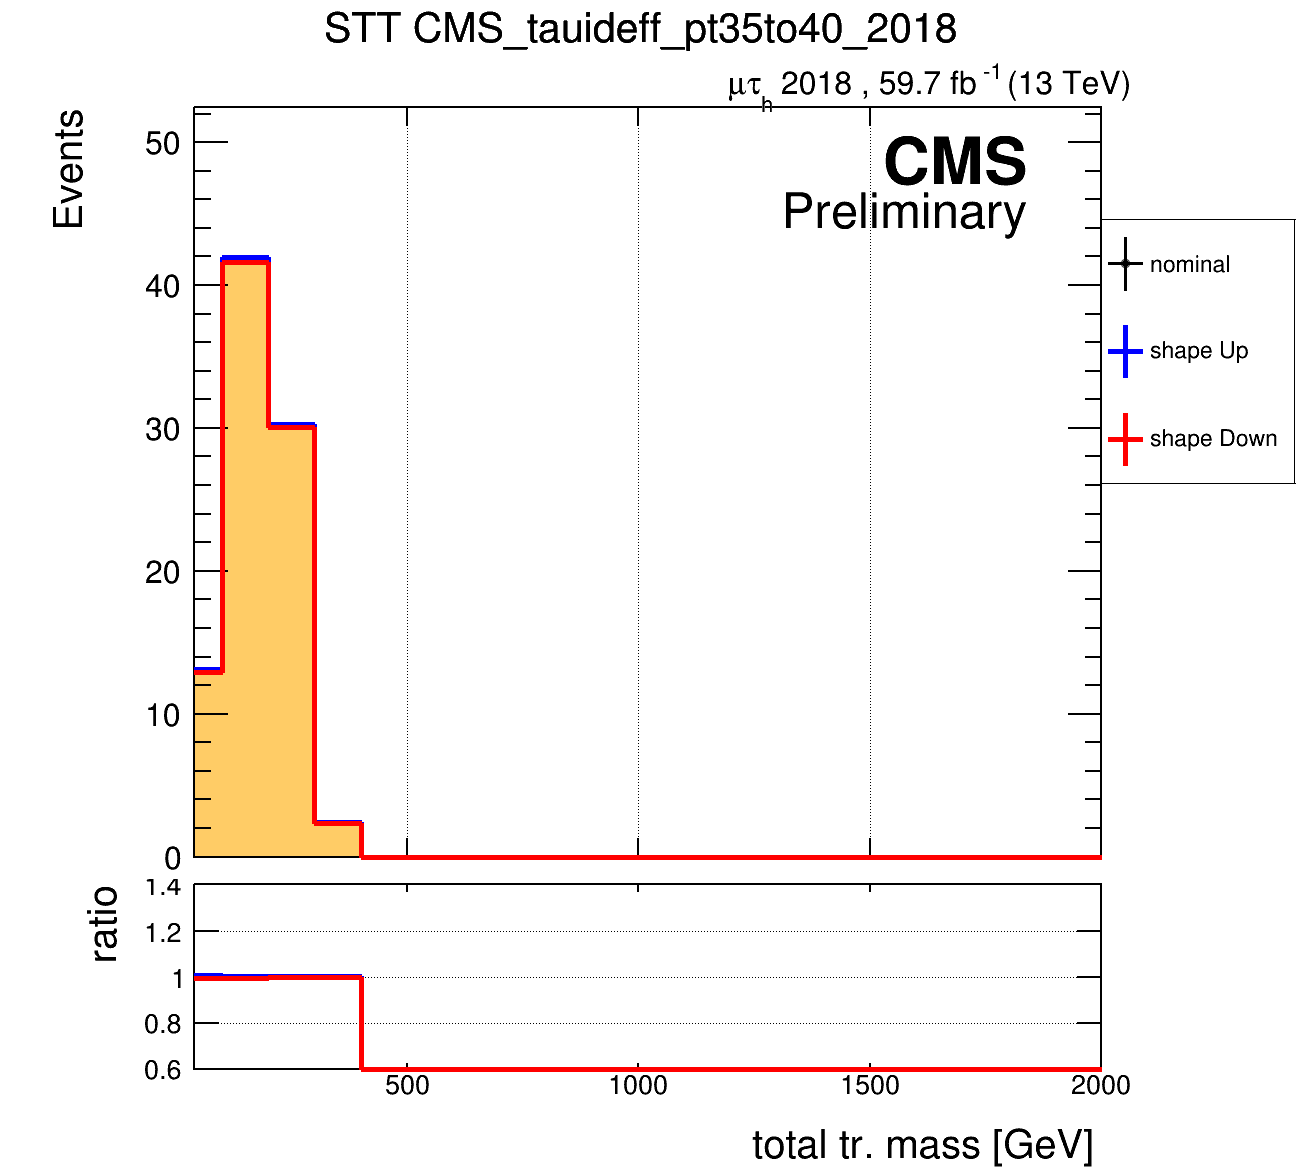 STT CMS_tauideff_pt35to40_2018
μτh 2018 , 59.7 fb-1 (13 TeV)
Events
50
40
30
20
10
0
CMS
Preliminary
nominal
shape Up
shape Down
ratio
1.4
1.2
1
0.8
0.6
500 1000 1500 2000
total tr. mass [GeV]